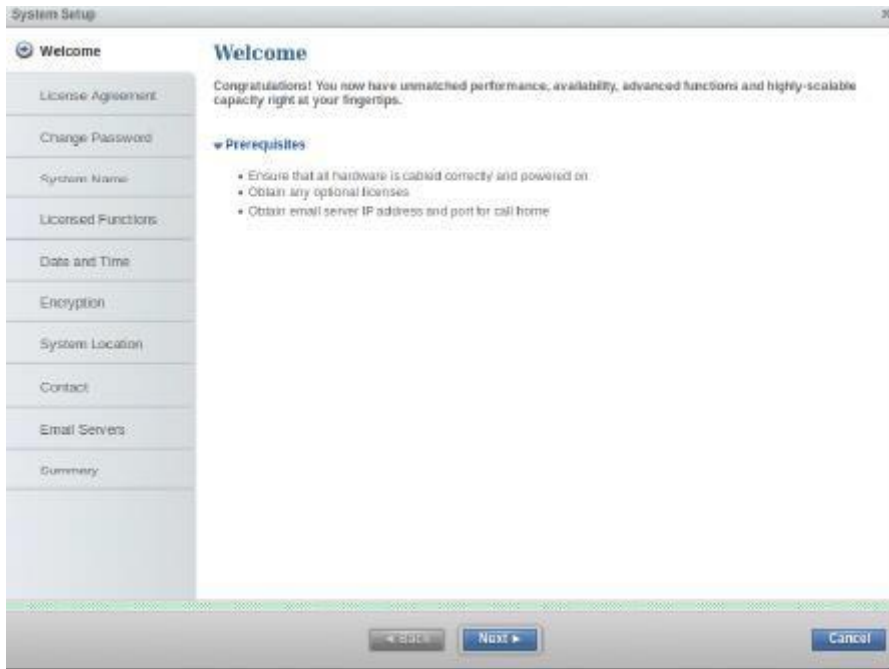 System Setup
Welcome
License Agreement
Change Password
System Name
Licensed Functions
Date and Time
Encryption
System Location
Contact
Email Servers
Summary
Welcome
Congratulations! You now have unmatched performance, availability, advanced functions and highly-scalable
capacity right at your fingertips.
Prerequisites
• Ensure that all hardware is cabled correctly and powered on
• Obtain any optional licenses
• Obtain email server IP address and port for call home
Back
Next
Cancel